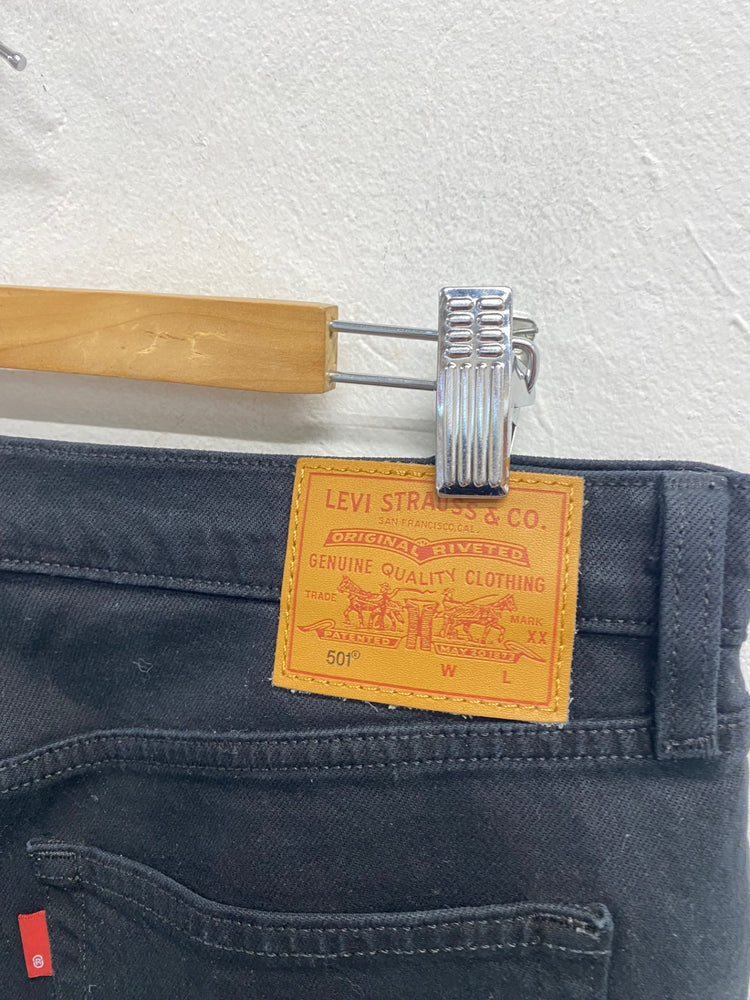 LEVI STRAUSS & CO.
SAN FRANCISCO, CAL.
ORIGINAL RIVETED
GENUINE QUALITY CLOTHING
TRADE MARK
XX
PATENTED MAY 20 1873
501®
W L
®